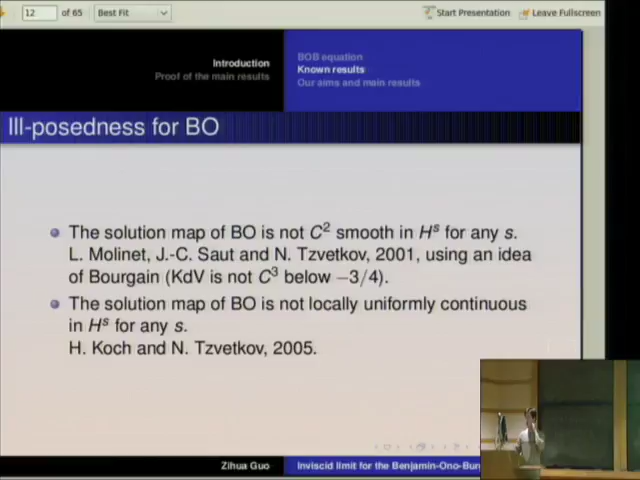 12 of 65 Best Fit Start Presentation Leave Fullscreen
Introduction
Proof of the main results
BOB equation
Known results
Our aims and main results
Ill-posedness for BO
The solution map of BO is not C² smooth in Hˢ for any s.
L. Molinet, J.-C. Saut and N. Tzvetkov, 2001, using an idea
of Bourgain (KdV is not C³ below −3/4).
The solution map of BO is not locally uniformly continuous
in Hˢ for any s.
H. Koch and N. Tzvetkov, 2005.
Zihua Guo Inviscid limit for the Benjamin-Ono-Bur